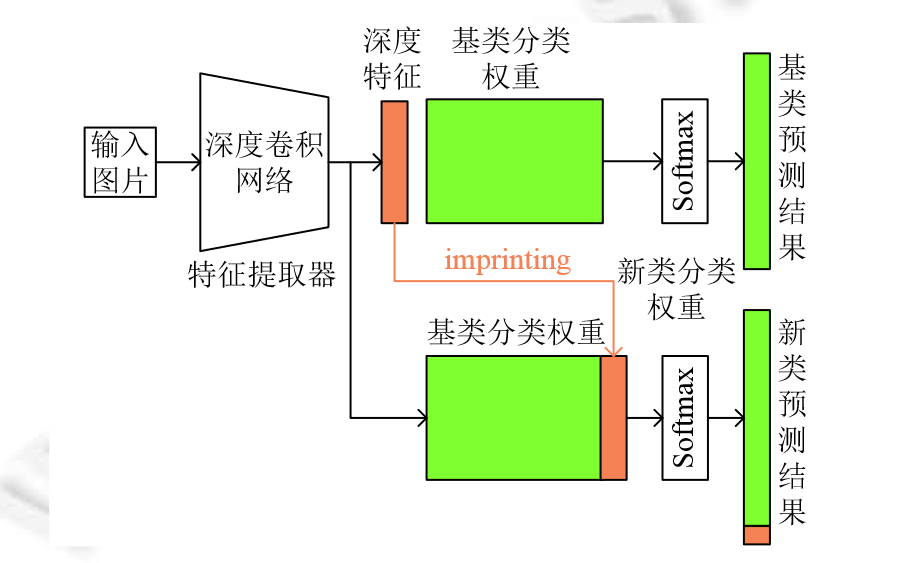 输入
图片
深度卷积
网络
特征提取器
深度
特征
基类分类
权重
Softmax
基类预测结果
imprinting
新类分类
权重
基类分类权重
Softmax
新类预测结果